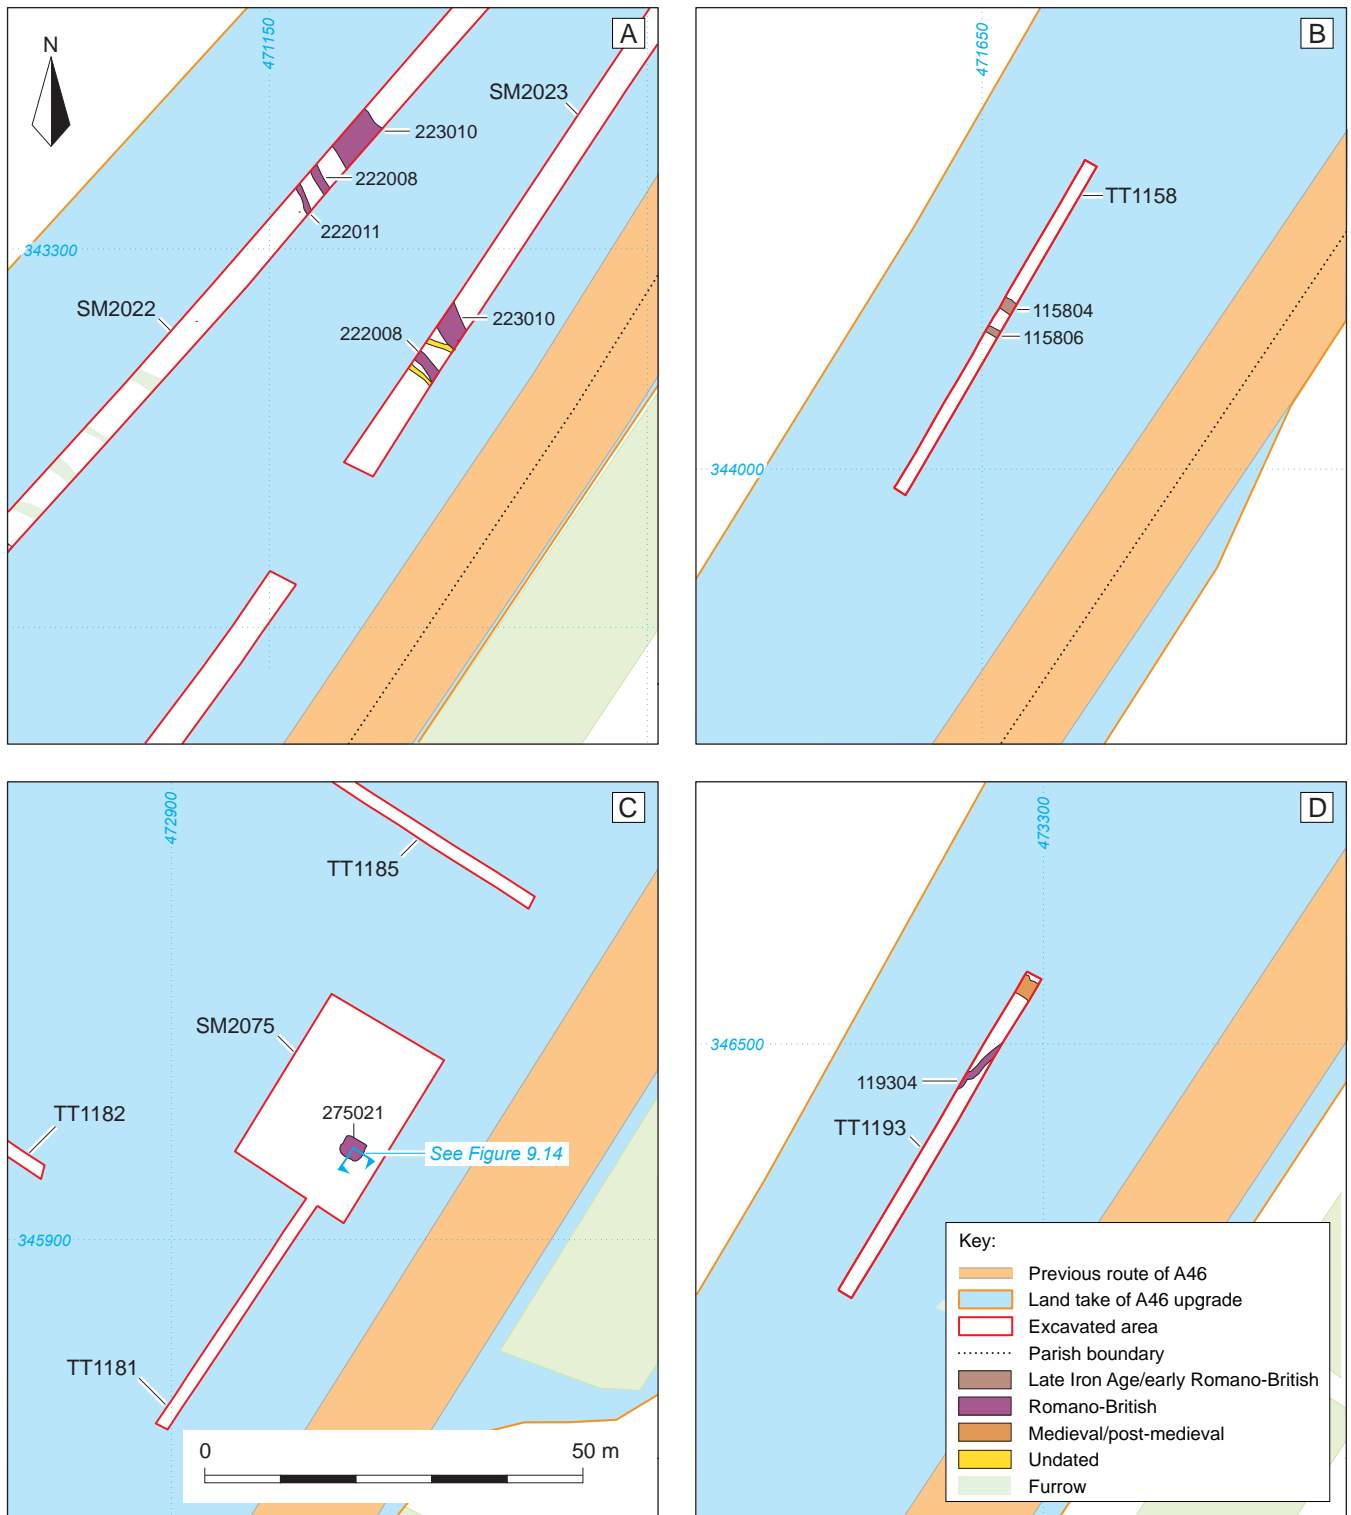 A
N
471150
SM2023
223010
222008
222011
343300
SM2022
222008
223010
B
471650
TT1158
115804
115806
344000
C
472900
TT1185
SM2075
275021
TT1182
See Figure 9.14
345900
TT1181
0 50 m
D
473300
346500
119304
TT1193
Key:
Previous route of A46
Land take of A46 upgrade
Excavated area
Parish boundary
Late Iron Age/early Romano-British
Romano-British
Medieval/post-medieval
Undated
Furrow